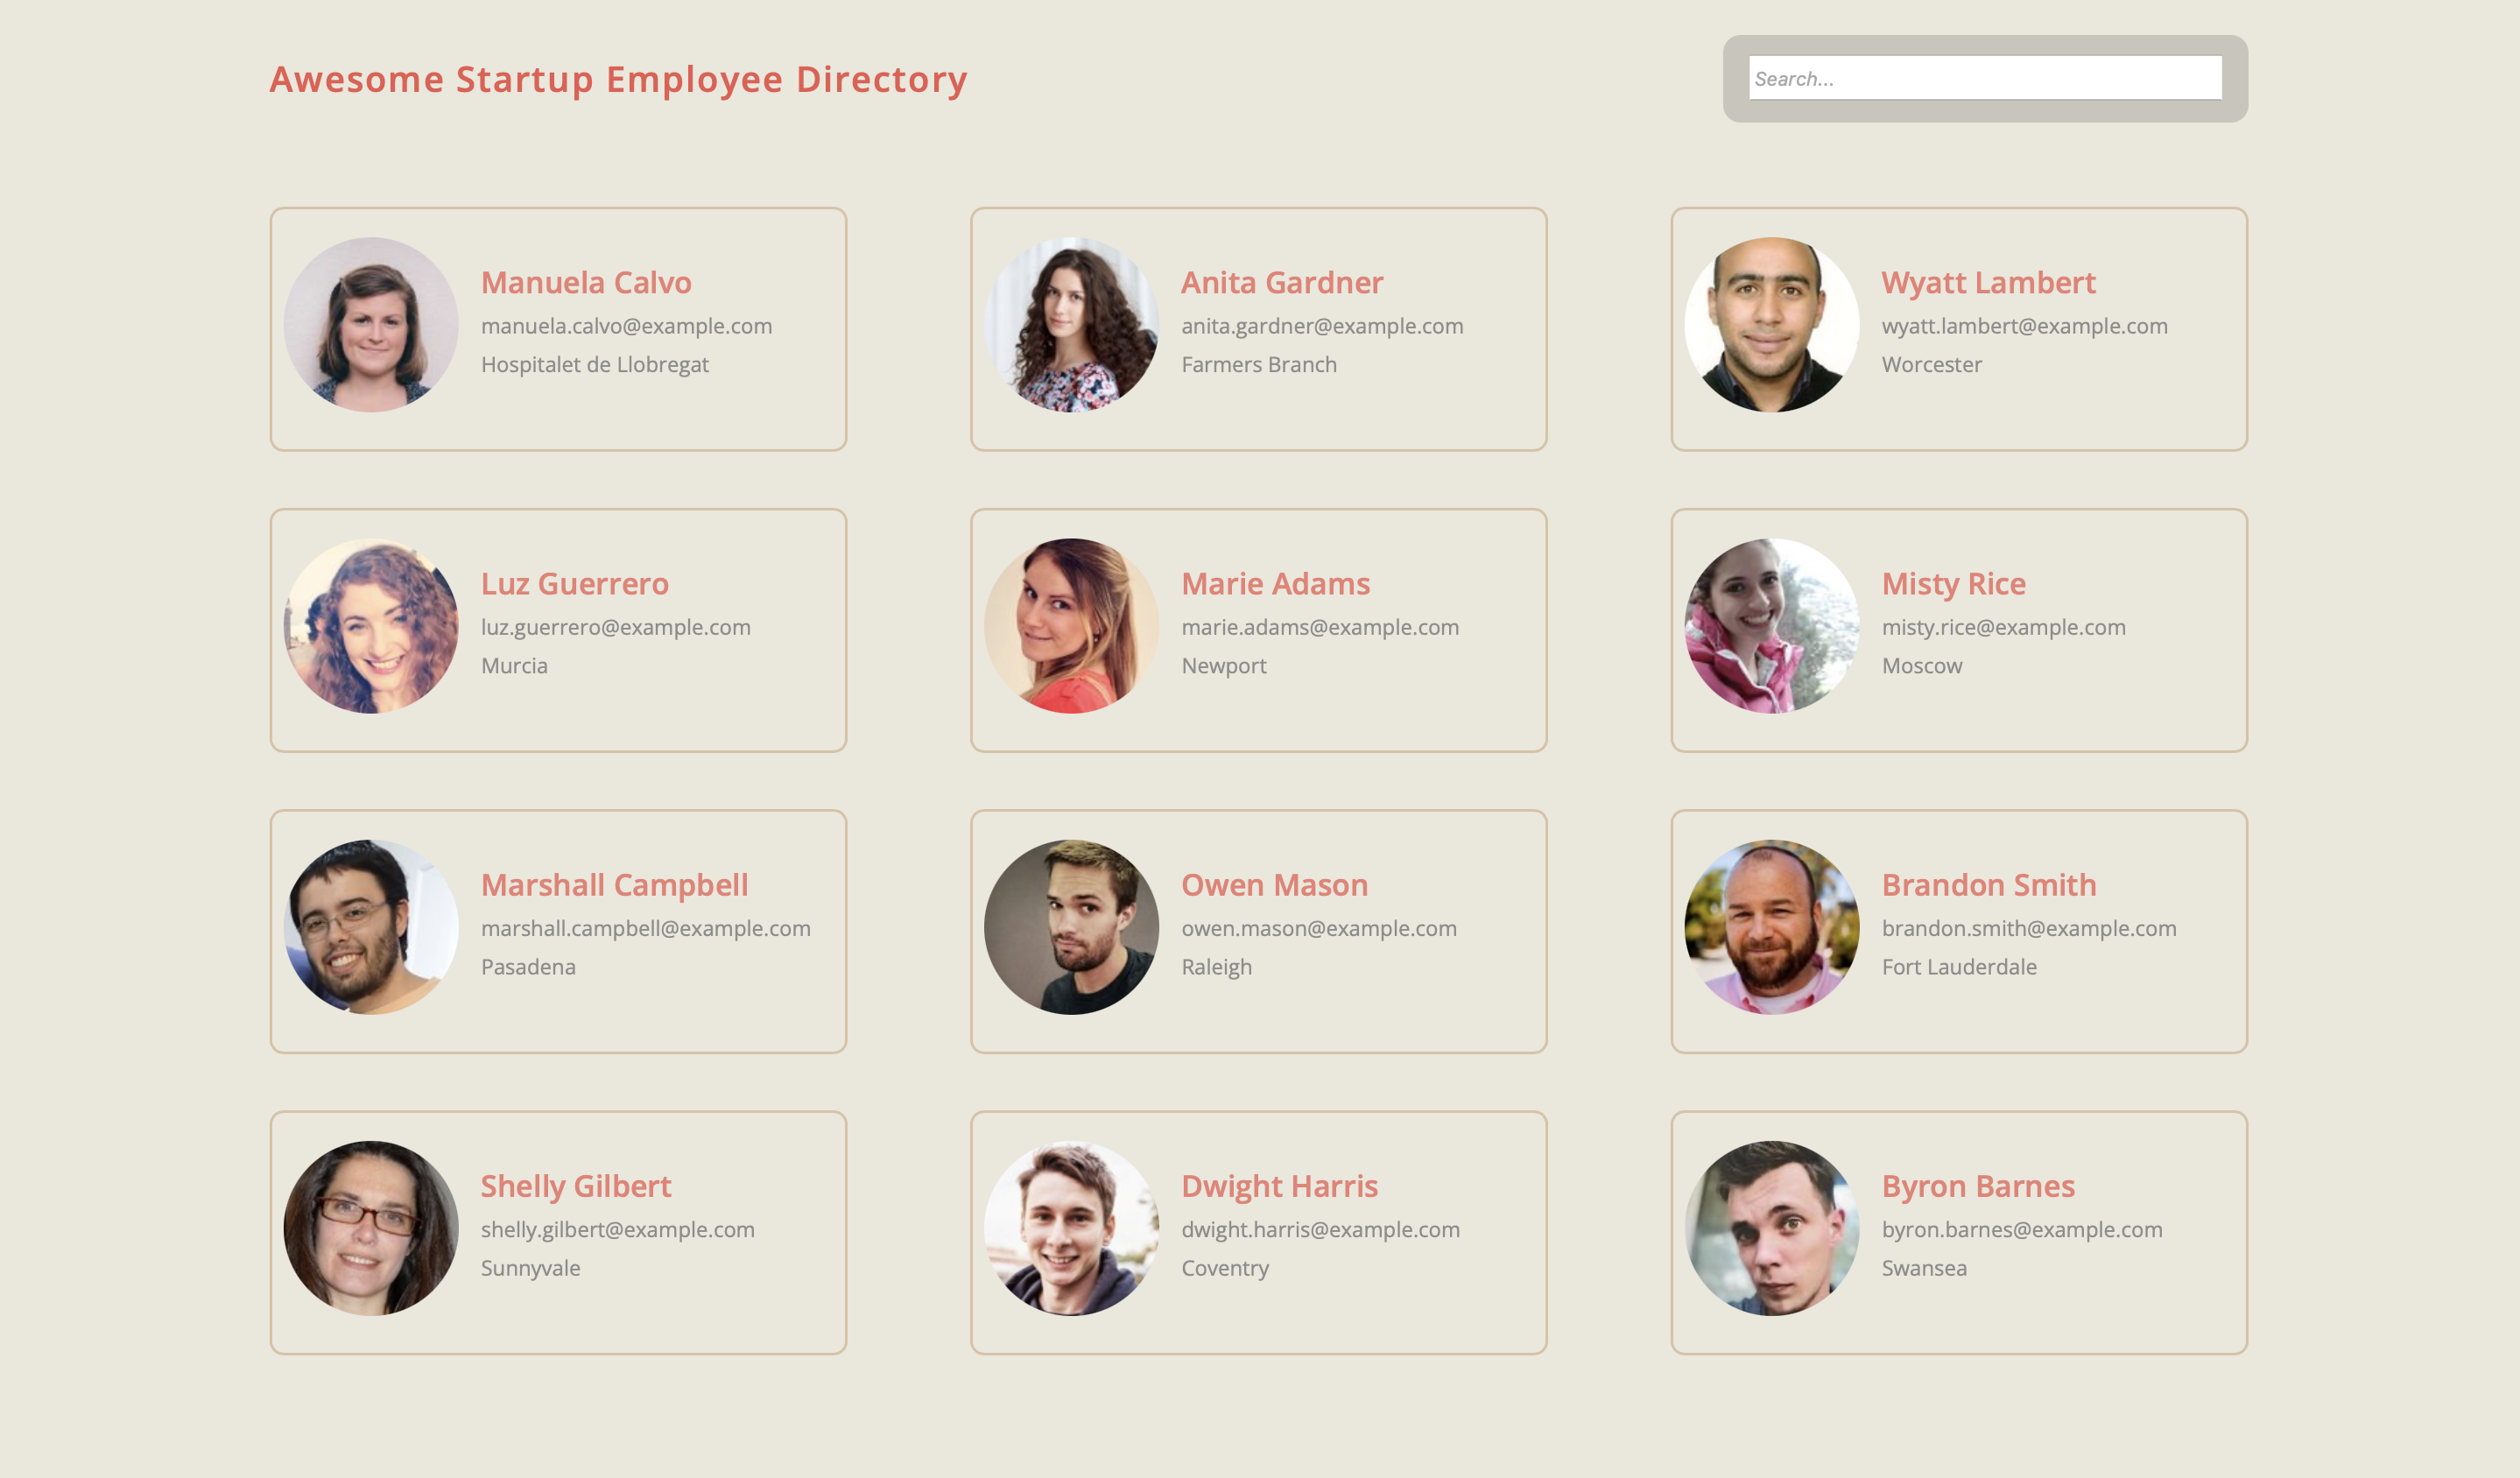 Awesome Startup Employee Directory
Search...
Manuela Calvo
manuela.calvo@example.com
Hospitalet de Llobregat
Anita Gardner
anita.gardner@example.com
Farmers Branch
Wyatt Lambert
wyatt.lambert@example.com
Worcester
Luz Guerrero
luz.guerrero@example.com
Murcia
Marie Adams
marie.adams@example.com
Newport
Misty Rice
misty.rice@example.com
Moscow
Marshall Campbell
marshall.campbell@example.com
Pasadena
Owen Mason
owen.mason@example.com
Raleigh
Brandon Smith
brandon.smith@example.com
Fort Lauderdale
Shelly Gilbert
shelly.gilbert@example.com
Sunnyvale
Dwight Harris
dwight.harris@example.com
Coventry
Byron Barnes
byron.barnes@example.com
Swansea